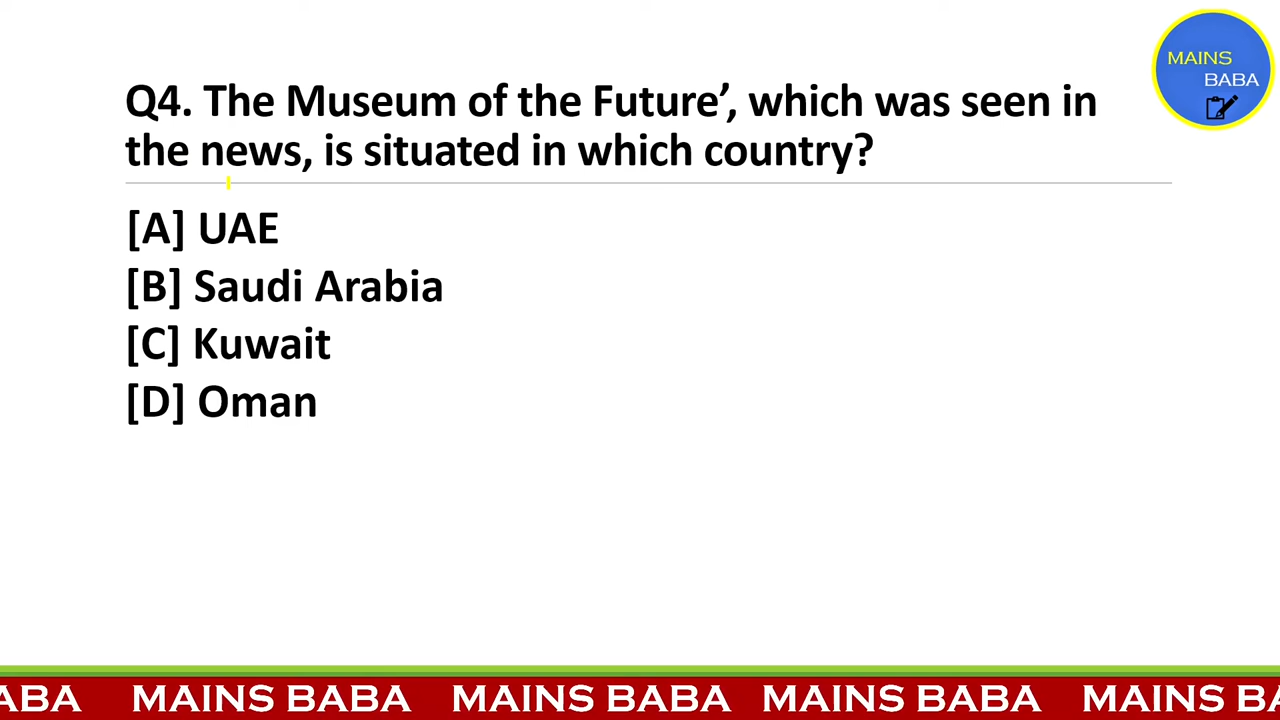 MAINS
BABA
Q4. The Museum of the Future’, which was seen in
the news, is situated in which country?
[A] UAE
[B] Saudi Arabia
[C] Kuwait
[D] Oman
ABA MAINS BABA MAINS BABA MAINS BABA MAINS BA